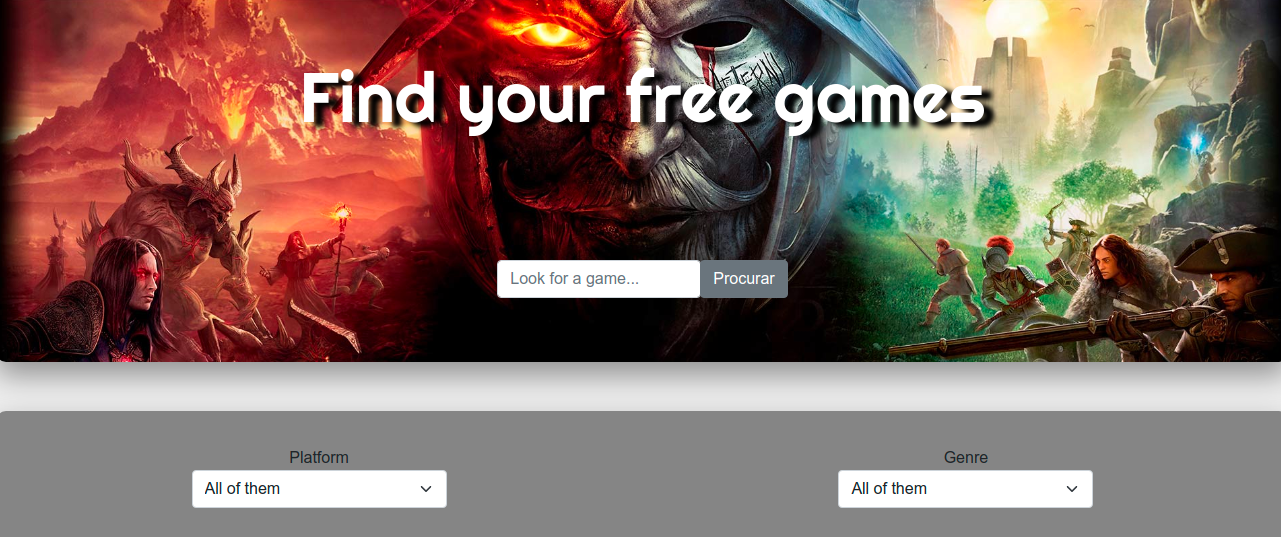 Find your free games
Look for a game...
Procurar
Platform
Genre
All of them
All of them